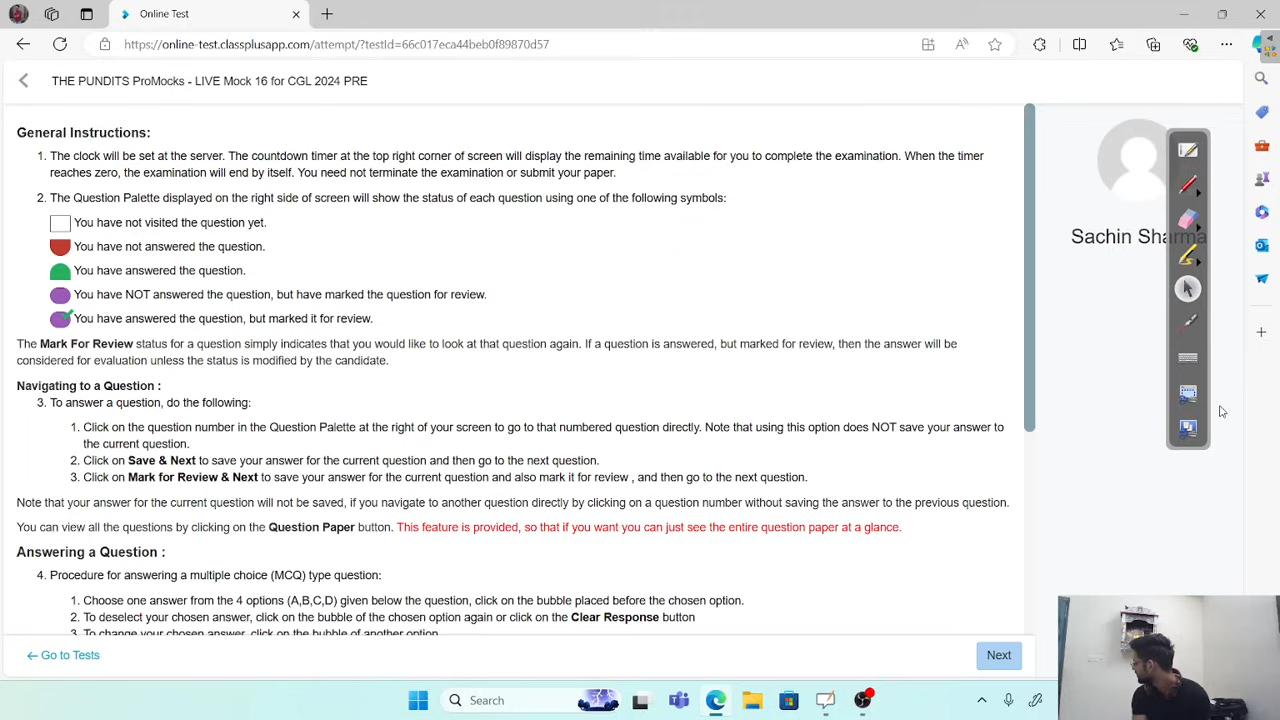 Online Test
https://online-test.classplusapp.com/attempt/?testId=66c017eca44beb0f89870d57
THE PUNDITS ProMocks - LIVE Mock 16 for CGL 2024 PRE
General Instructions:
1. The clock will be set at the server. The countdown timer at the top right corner of screen will display the remaining time available for you to complete the examination. When the timer
reaches zero, the examination will end by itself. You need not terminate the examination or submit your paper.
2. The Question Palette displayed on the right side of screen will show the status of each question using one of the following symbols:
You have not visited the question yet.
You have not answered the question.
You have answered the question.
You have NOT answered the question, but have marked the question for review.
You have answered the question, but marked it for review.
The Mark For Review status for a question simply indicates that you would like to look at that question again. If a question is answered, but marked for review, then the answer will be
considered for evaluation unless the status is modified by the candidate.
Navigating to a Question :
3. To answer a question, do the following:
1. Click on the question number in the Question Palette at the right of your screen to go to that numbered question directly. Note that using this option does NOT save your answer to
the current question.
2. Click on Save & Next to save your answer for the current question and then go to the next question.
3. Click on Mark for Review & Next to save your answer for the current question and also mark it for review , and then go to the next question.
Note that your answer for the current question will not be saved, if you navigate to another question directly by clicking on a question number without saving the answer to the previous question.
You can view all the questions by clicking on the Question Paper button. This feature is provided, so that if you want you can just see the entire question paper at a glance.
Answering a Question :
4. Procedure for answering a multiple choice (MCQ) type question:
1. Choose one answer from the 4 options (A,B,C,D) given below the question, click on the bubble placed before the chosen option.
2. To deselect your chosen answer, click on the bubble of the chosen option again or click on the Clear Response button
3. To change your chosen answer, click on the bubble of another option
Sachin Sharma
Go to Tests
Next
Search